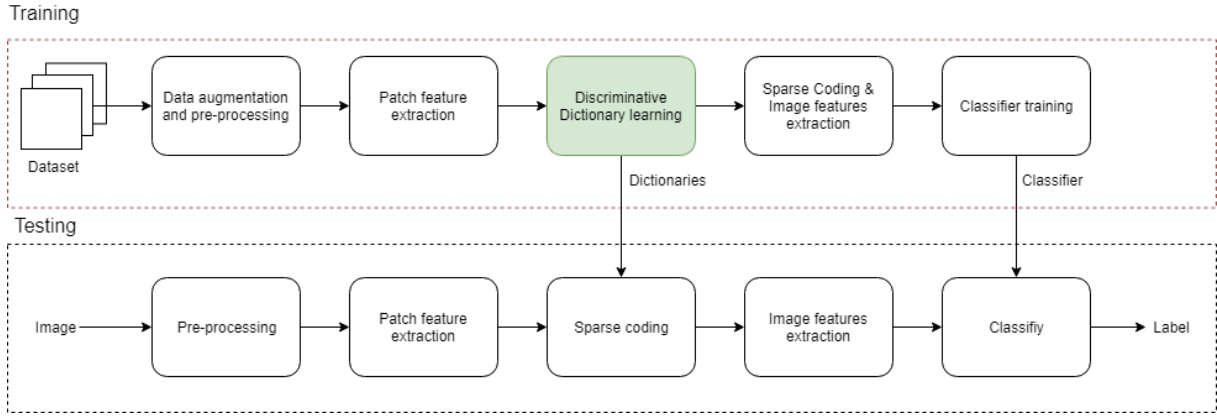 Training
Data augmentation
and pre-processing
Patch feature
extraction
Discriminative
Dictionary learning
Sparse Coding &
Image features
extraction
Classifier training
Dataset
Dictionaries
Classifier
Testing
Image
Pre-processing
Patch feature
extraction
Sparse coding
Image features
extraction
Classifiy
Label